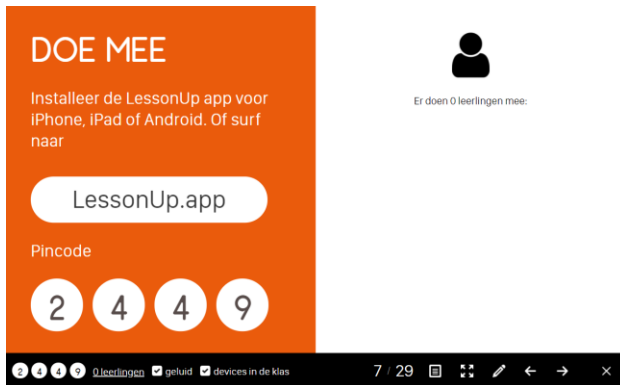 DOE MEE
Installeer de LessonUp app voor
iPhone, iPad of Android. Of surf
naar
LessonUp.app
Pincode
2 4 4 9
Er doen 0 leerlingen mee:
2 4 4 9 0 leerlingen geluid devices in de klas 7 / 29